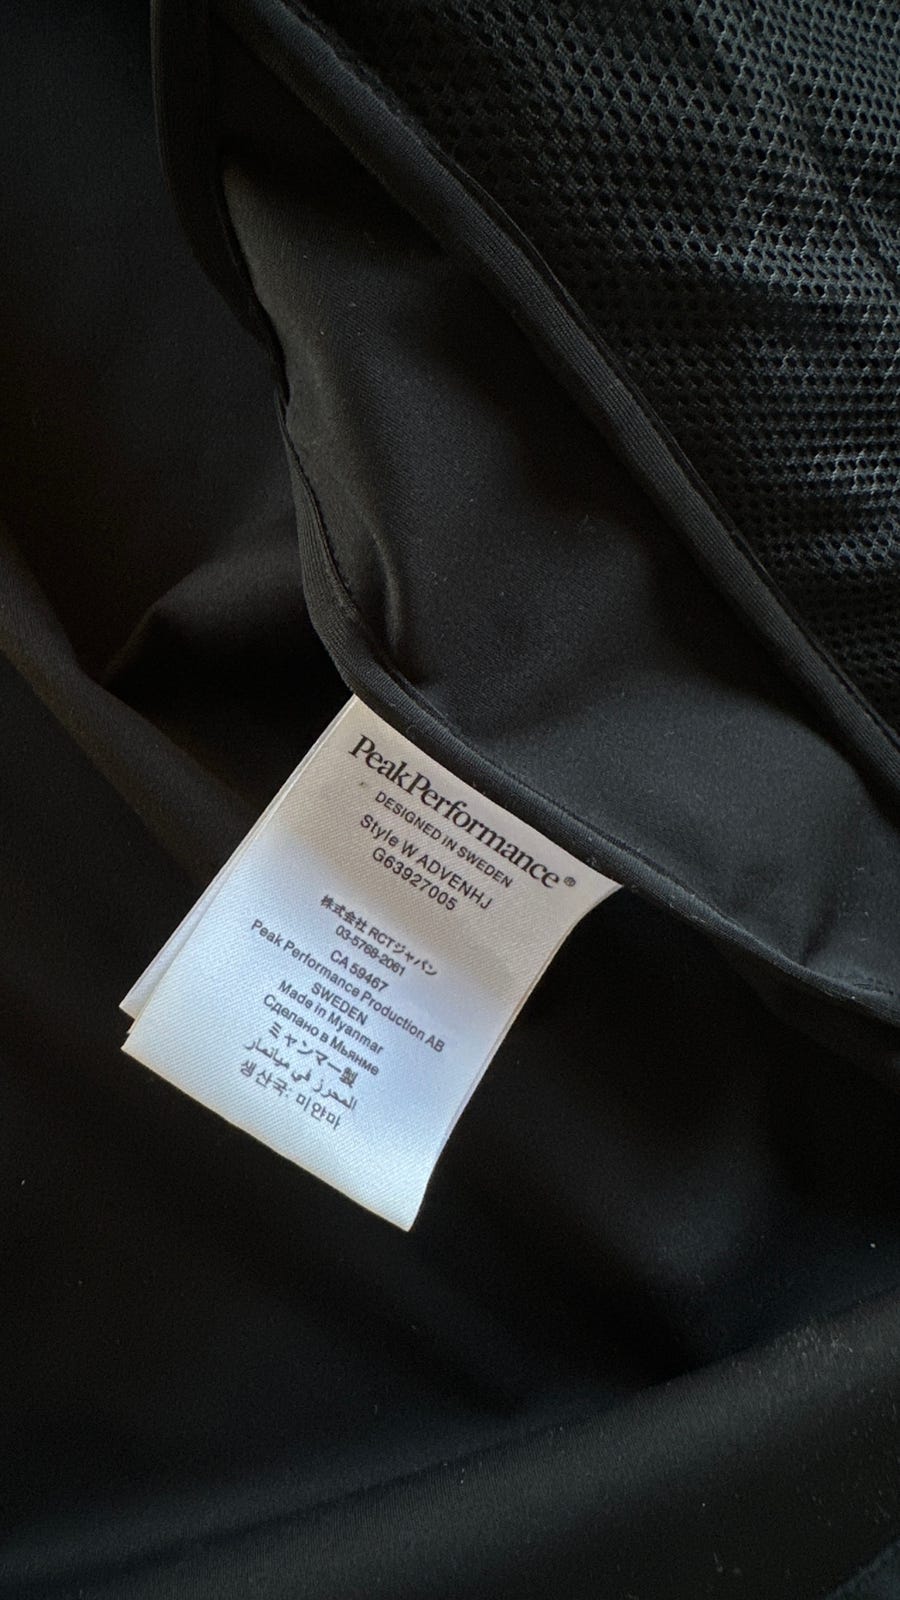 PeakPerformance®
DESIGNED IN SWEDEN
Style W ADVENHJ
G63927005
株式会社 RCTジャパン
03-5768-2061
CA 59467
Peak Performance Production AB
SWEDEN
Made in Myanmar
Сделано в Мьянме
ミャンマー製
المحرز في ميانمار
생산국: 미얀마